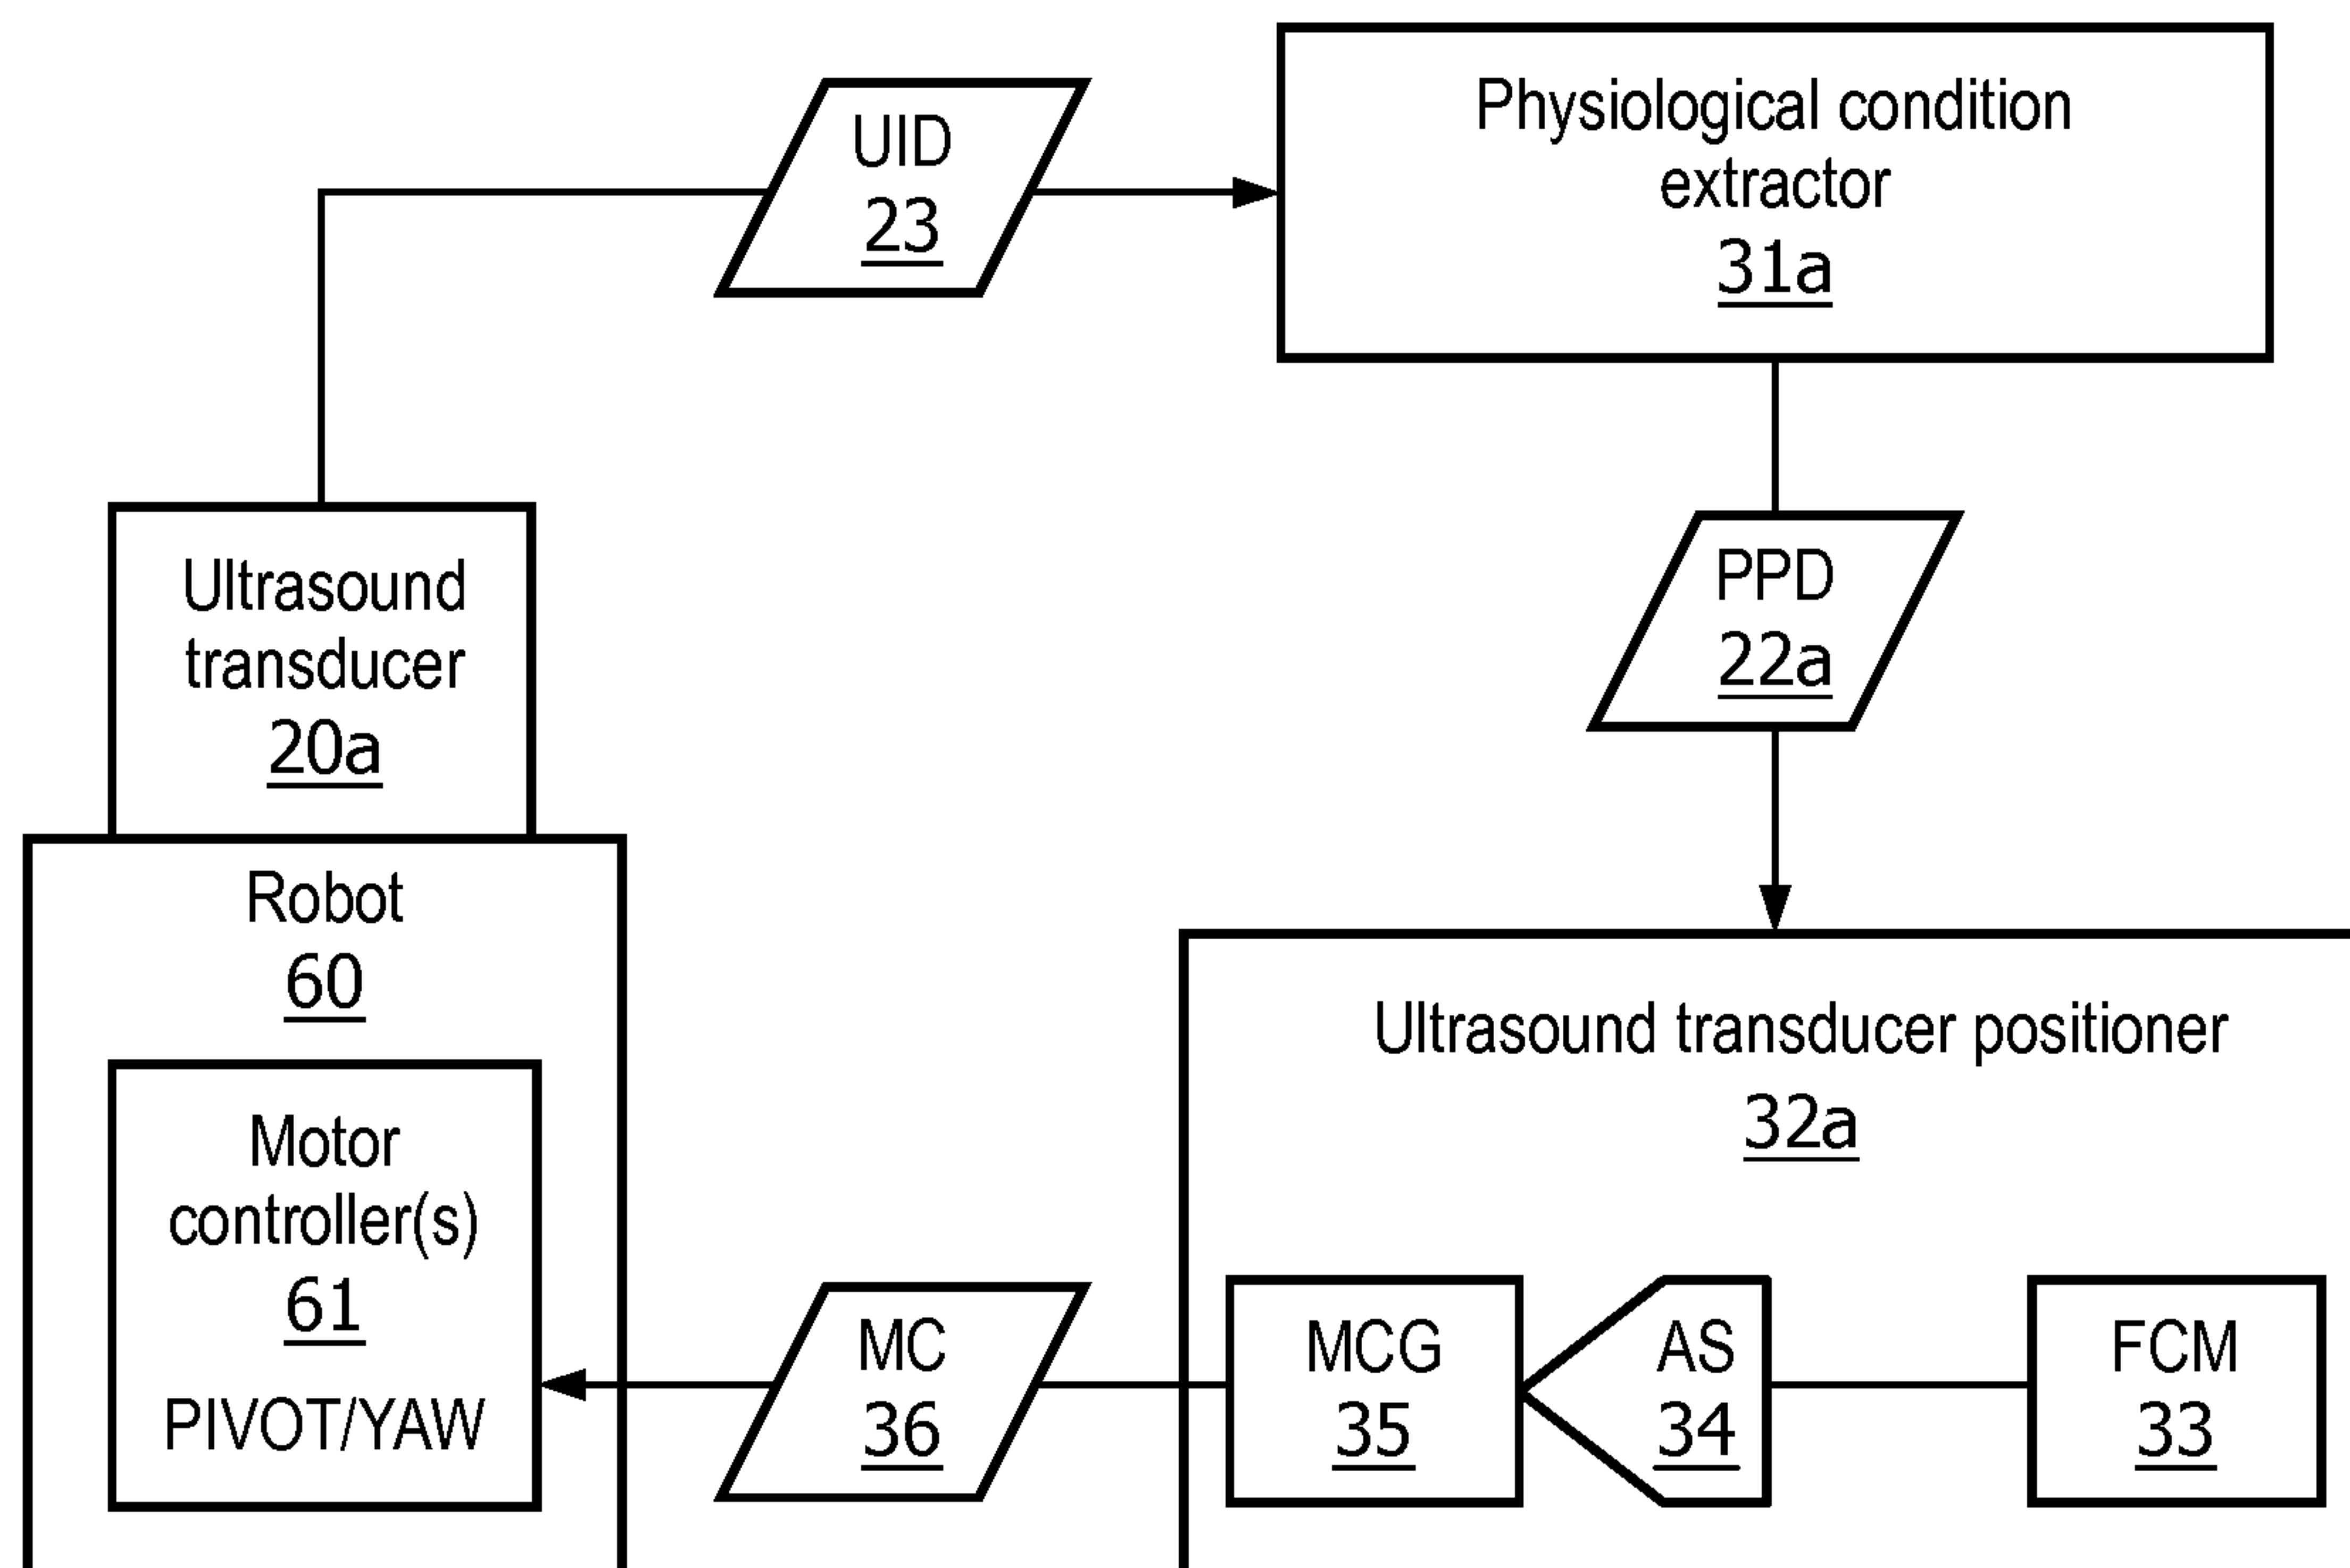 UID
23
Physiological condition
extractor
31a
PPD
22a
Ultrasound
transducer
20a
Robot
60
Motor
controller(s)
61
PIVOT/YAW
MC
36
Ultrasound transducer positioner
32a
MCG
35
AS
34
FCM
33